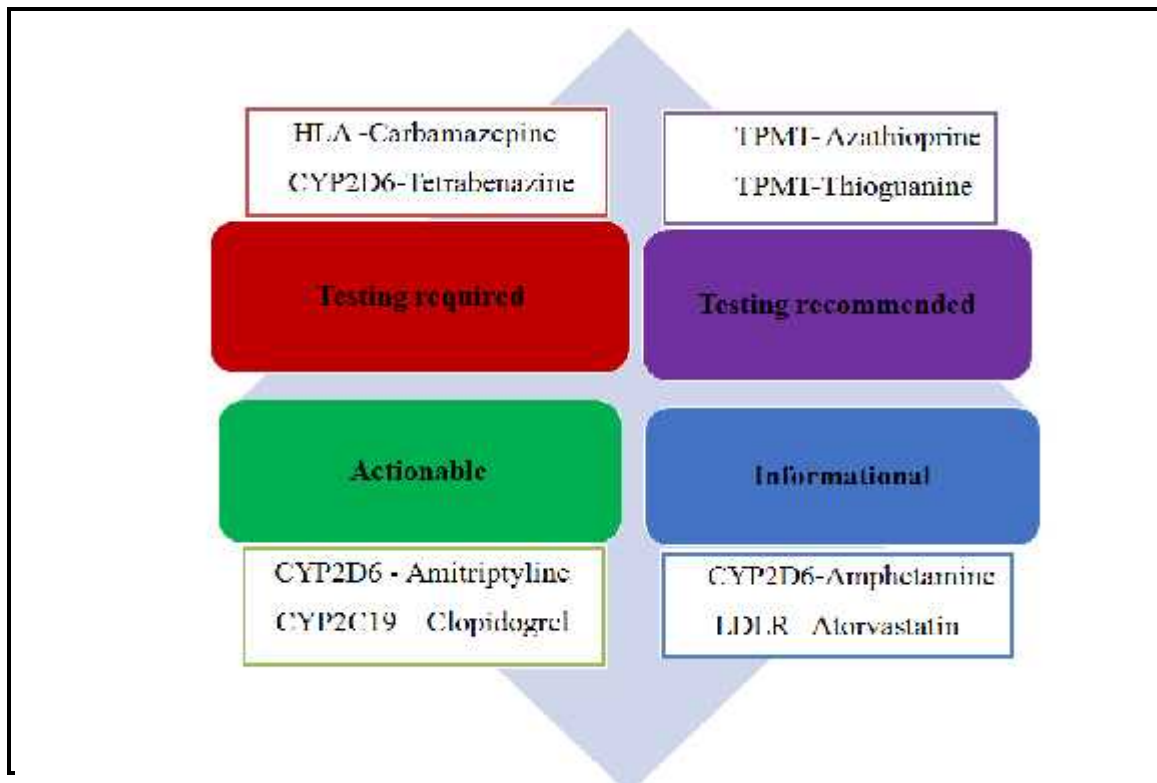 HLA -Carbamazepine
CYP2D6-Tetrabenazine
TPMT- Azathioprine
TPMT-Thioguanine
Testing required
Testing recommended
Actionable
Informational
CYP2D6 - Amitriptyline
CYP2C19 Clopidogrel
CYP2D6-Amphetamine
LDLR Atorvastatin